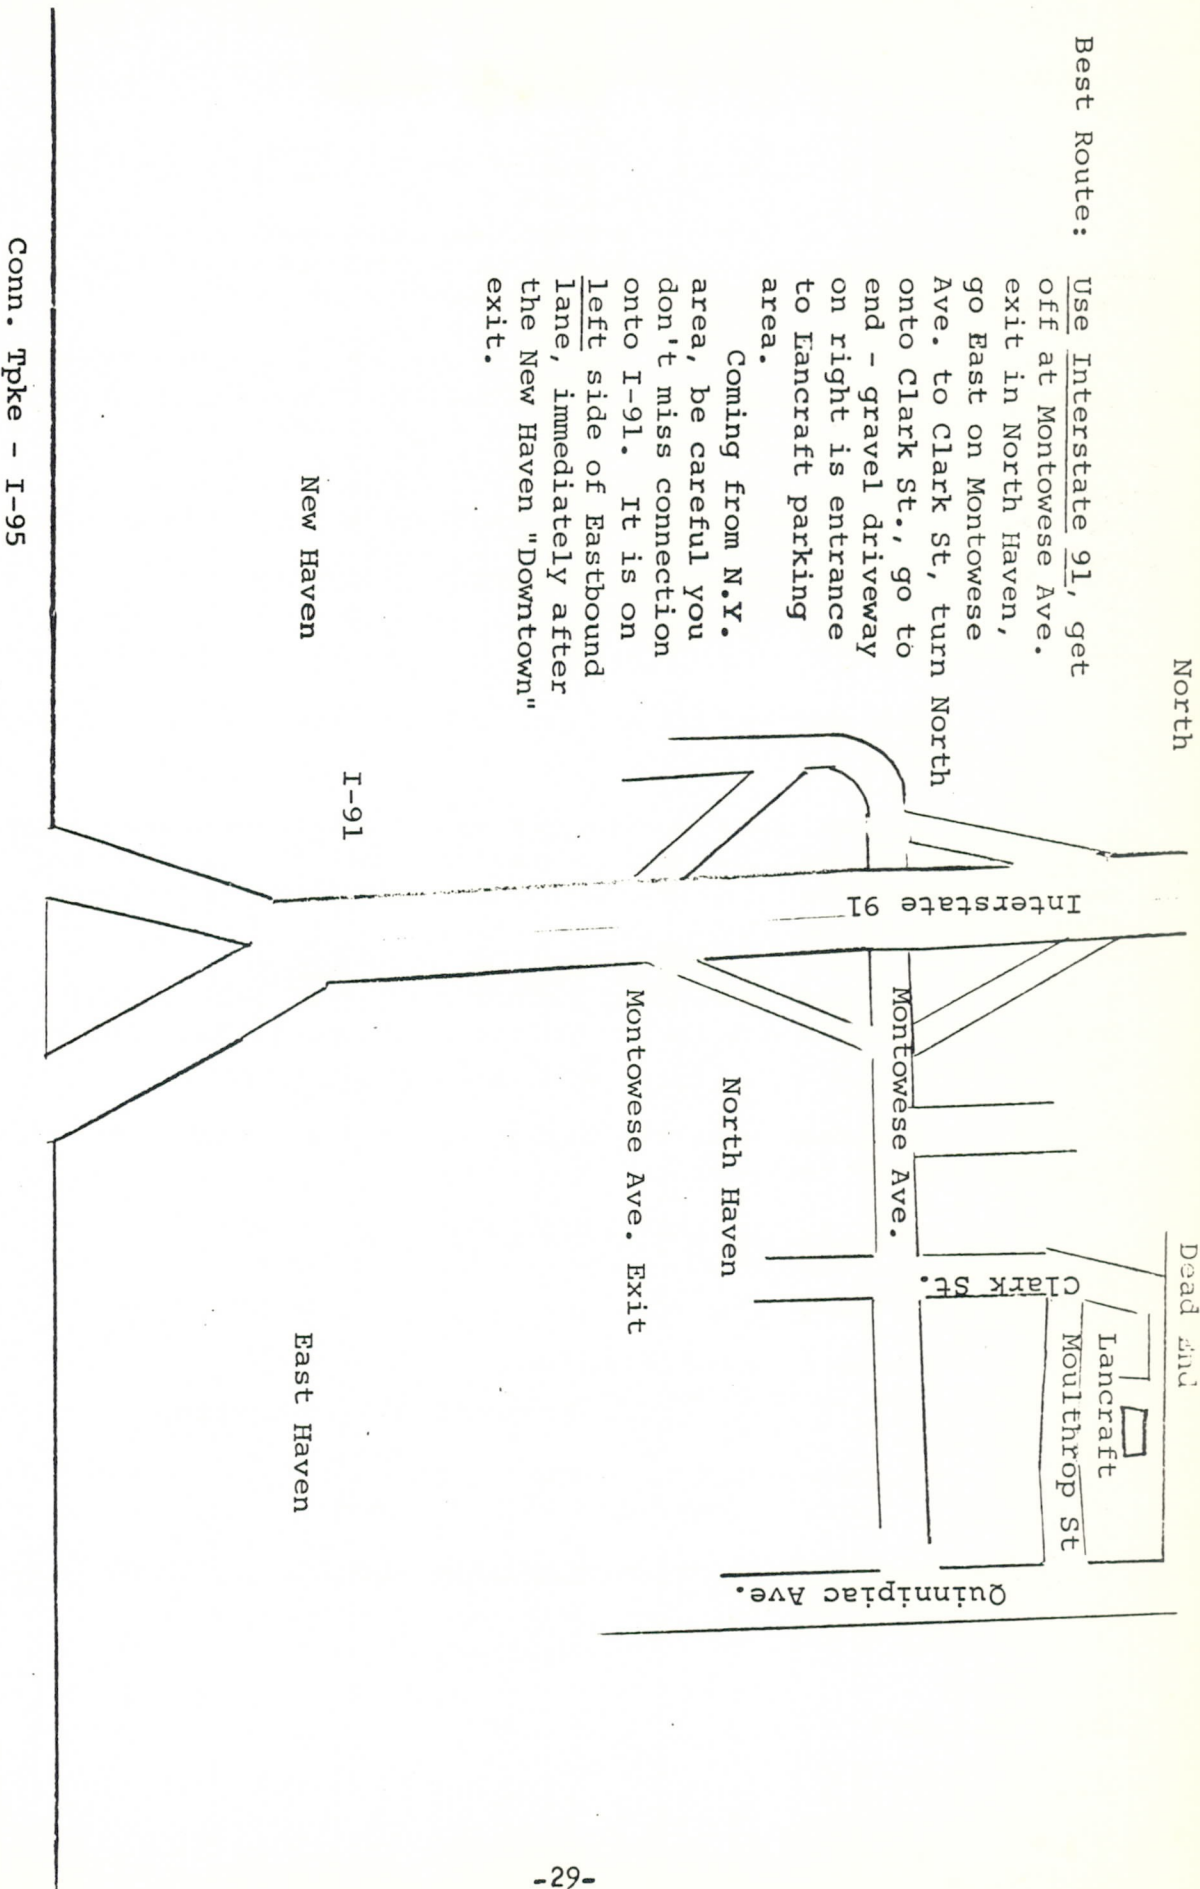 North
Best Route: Use Interstate 91, get
off at Montowese Ave.
exit in North Haven,
go East on Montowese
Ave. to Clark St, turn North
onto Clark St., go to
end - gravel driveway
on right is entrance
to Lancraft parking
area.
Coming from N.Y.
area, be careful you
don't miss connection
onto I-91. It is on
left side of Eastbound
lane, immediately after
the New Haven "Downtown"
exit.
Dead End
Lancraft
Moulthrop St
Clark St.
Interstate 91
Montowese Ave.
Quinnipiac Ave.
North Haven
Montowese Ave. Exit
I-91
New Haven
East Haven
Conn. Tpke - I-95
-29-